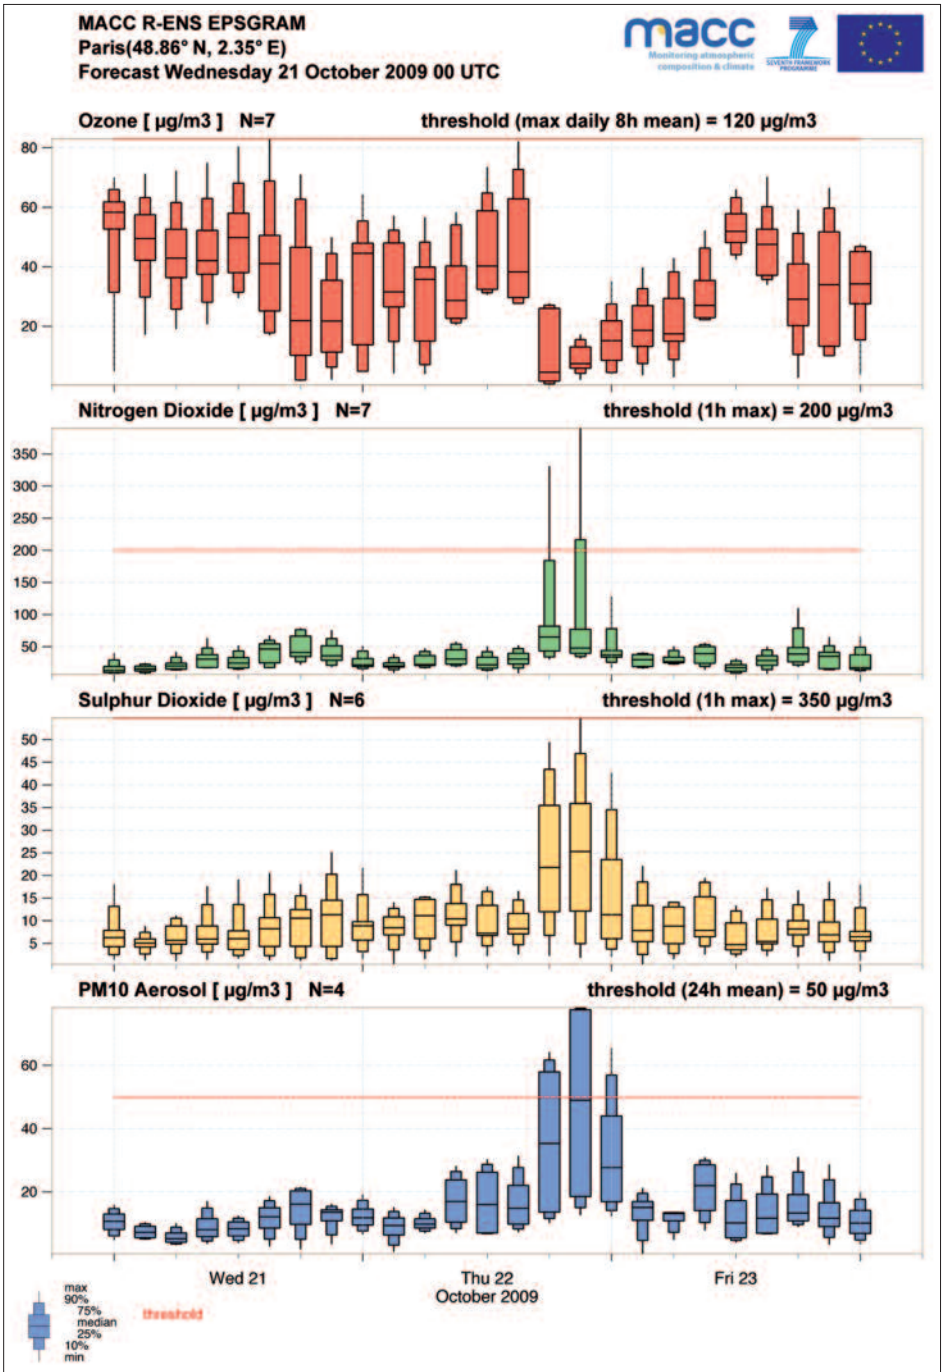 MACC R-ENS EPSGRAM
Paris(48.86° N, 2.35° E)
Forecast Wednesday 21 October 2009 00 UTC
macc
Monitoring atmospheric
composition & climate
7
SEVENTH FRAMEWORK
PROGRAMME
Ozone [ µg/m3 ] N=7 threshold (max daily 8h mean) = 120 µg/m3
80
60
40
20
Nitrogen Dioxide [ µg/m3 ] N=7 threshold (1h max) = 200 µg/m3
350
300
250
200
150
100
50
Sulphur Dioxide [ µg/m3 ] N=6 threshold (1h max) = 350 µg/m3
50
45
40
35
30
25
20
15
10
5
PM10 Aerosol [ µg/m3 ] N=4 threshold (24h mean) = 50 µg/m3
60
40
20
Wed 21 Thu 22 Fri 23
October 2009
max
90%
75%
median
25%
10%
min
threshold